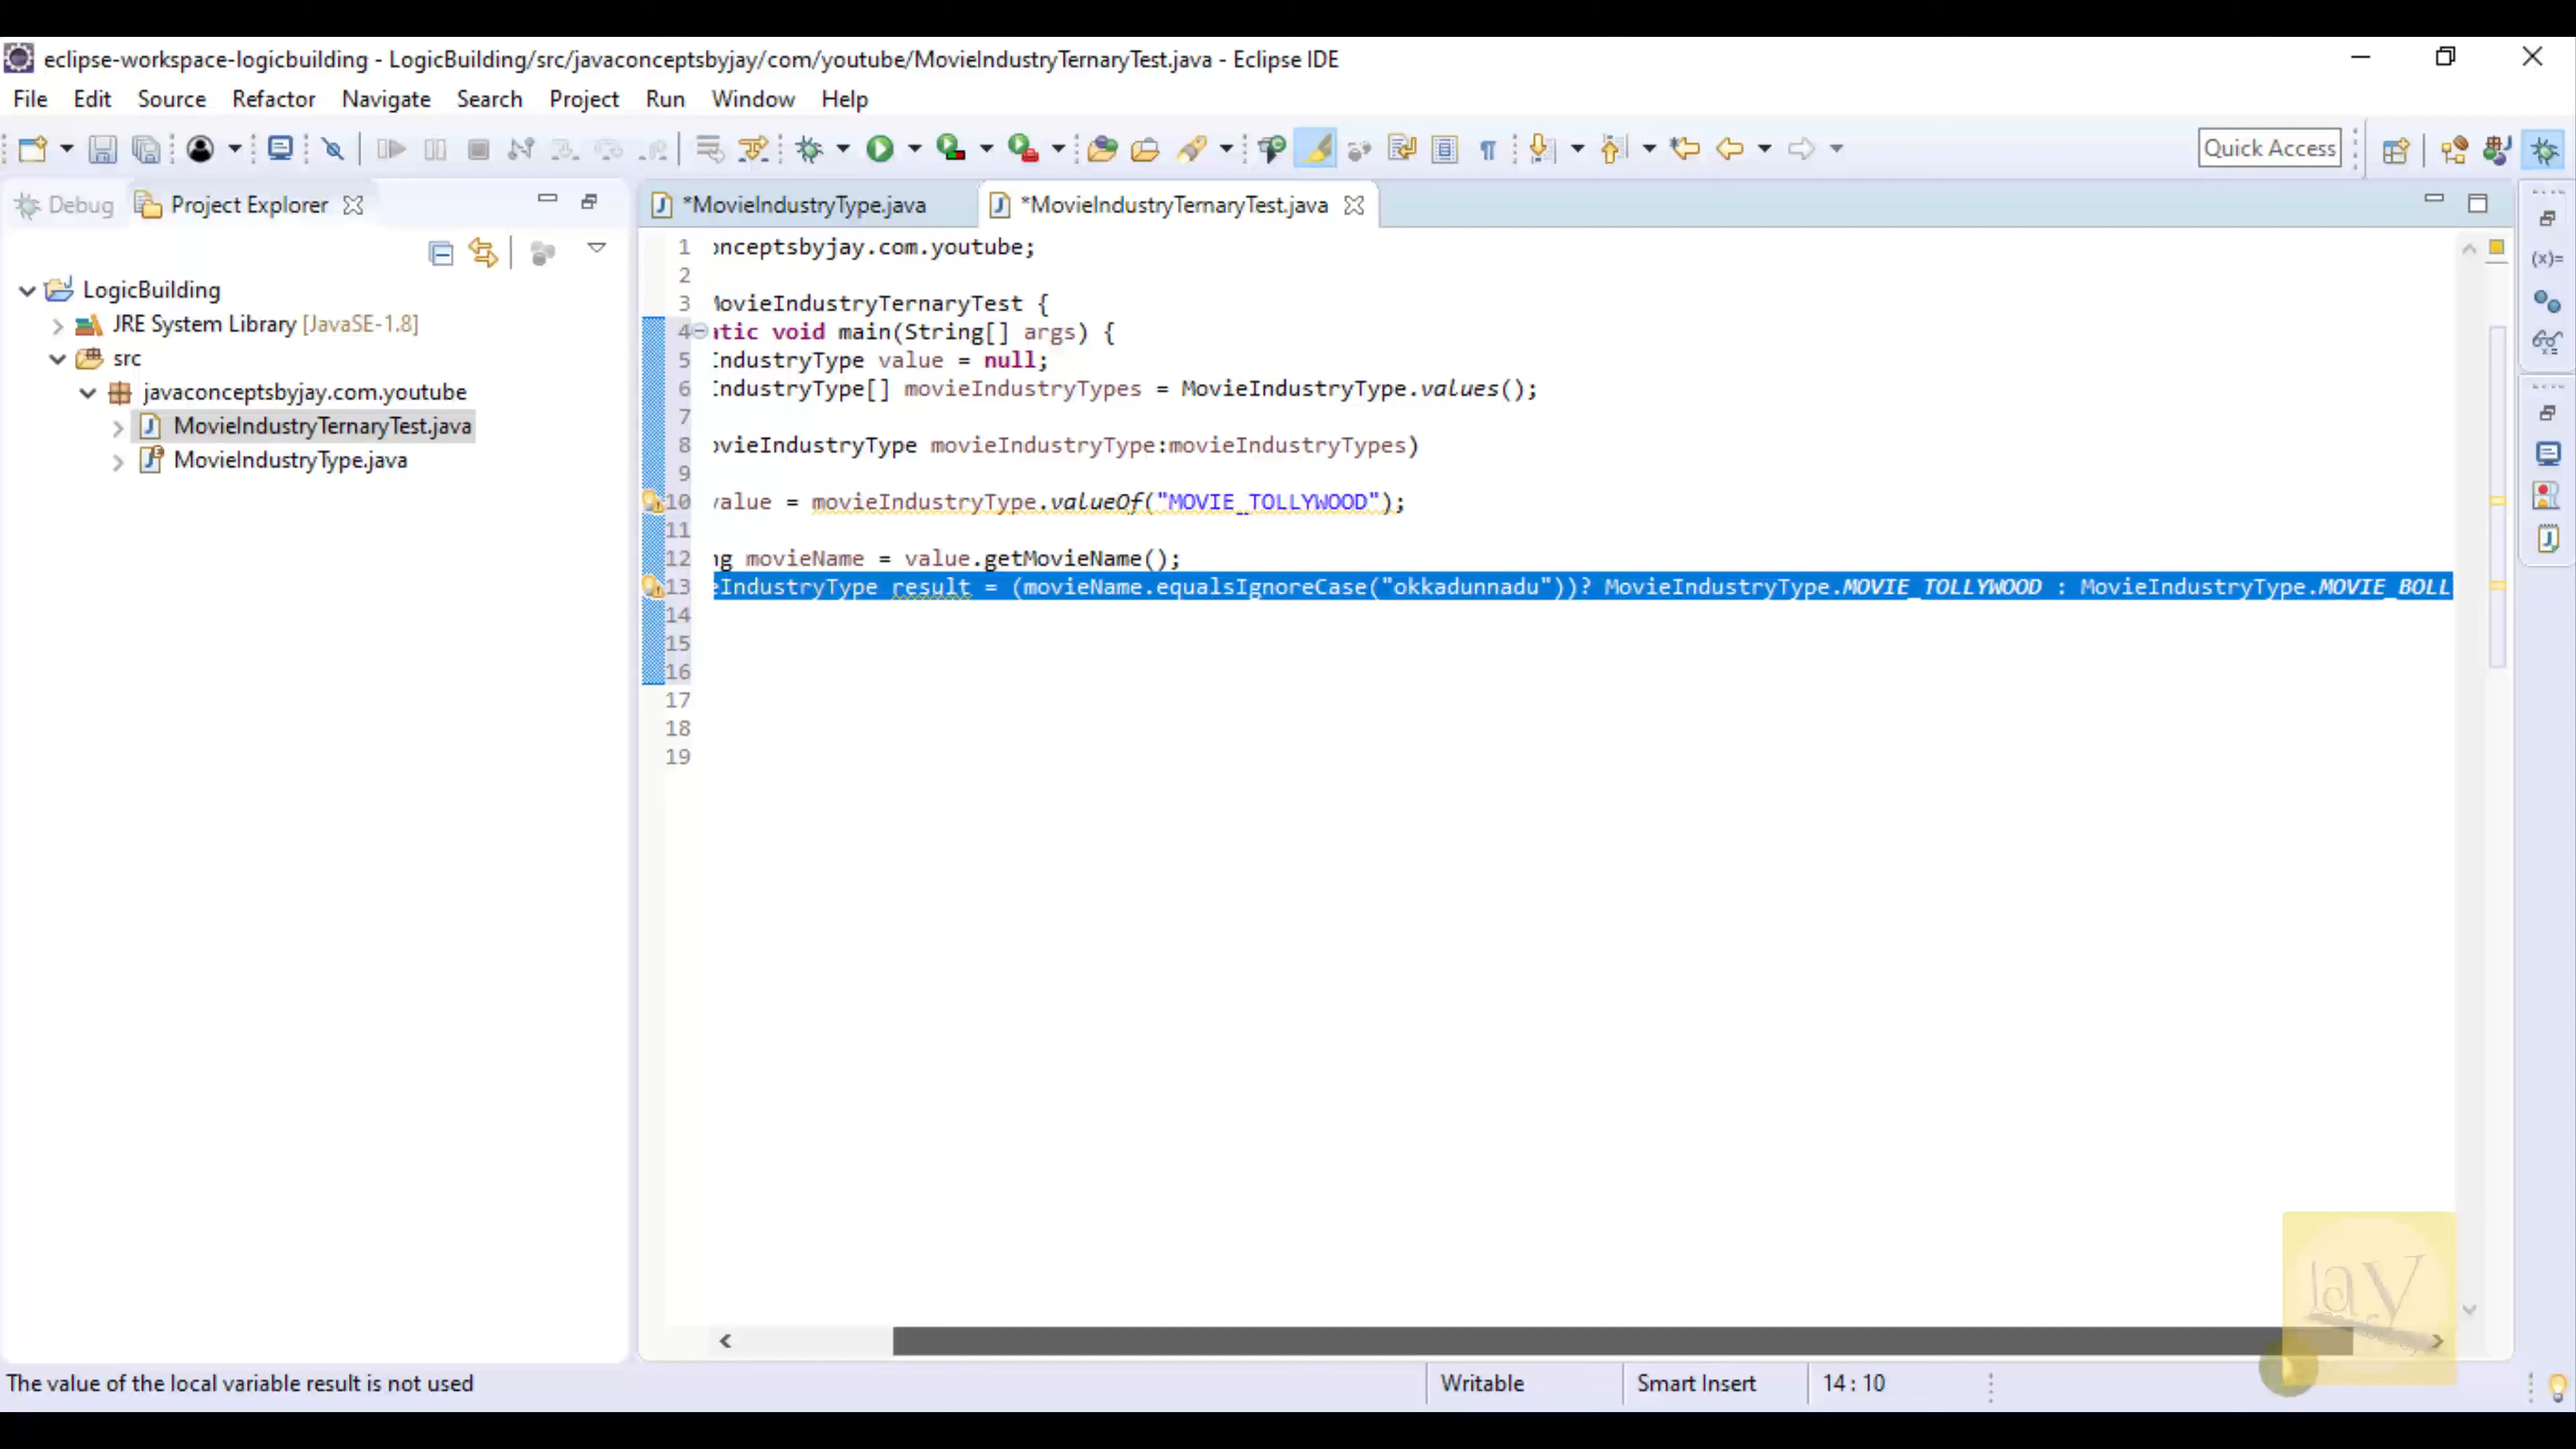 eclipse-workspace-logicbuilding - LogicBuilding/src/javaconceptsbyjay/com/youtube/MovieIndustryTernaryTest.java - Eclipse IDE
File Edit Source Refactor Navigate Search Project Run Window Help
Quick Access
Debug Project Explorer
*MovieIndustryType.java *MovieIndustryTernaryTest.java
LogicBuilding
JRE System Library [JavaSE-1.8]
src
javaconceptsbyjay.com.youtube
MovieIndustryTernaryTest.java
MovieIndustryType.java
1 onceptsbyjay.com.youtube;
2
3 MovieIndustryTernaryTest {
4 atic void main(String[] args) {
5 IndustryType value = null;
6 IndustryType[] movieIndustryTypes = MovieIndustryType.values();
7
8 ovieIndustryType movieIndustryType:movieIndustryTypes)
9
10 value = movieIndustryType.valueOf("MOVIE_TOLLYWOOD");
11
12 ng movieName = value.getMovieName();
13 eIndustryType result = (movieName.equalsIgnoreCase("okkadunnadu"))? MovieIndustryType.MOVIE_TOLLYWOOD : MovieIndustryType.MOVIE_BOLL
14
15
16
17
18
19
The value of the local variable result is not used
Writable Smart Insert 14 : 10